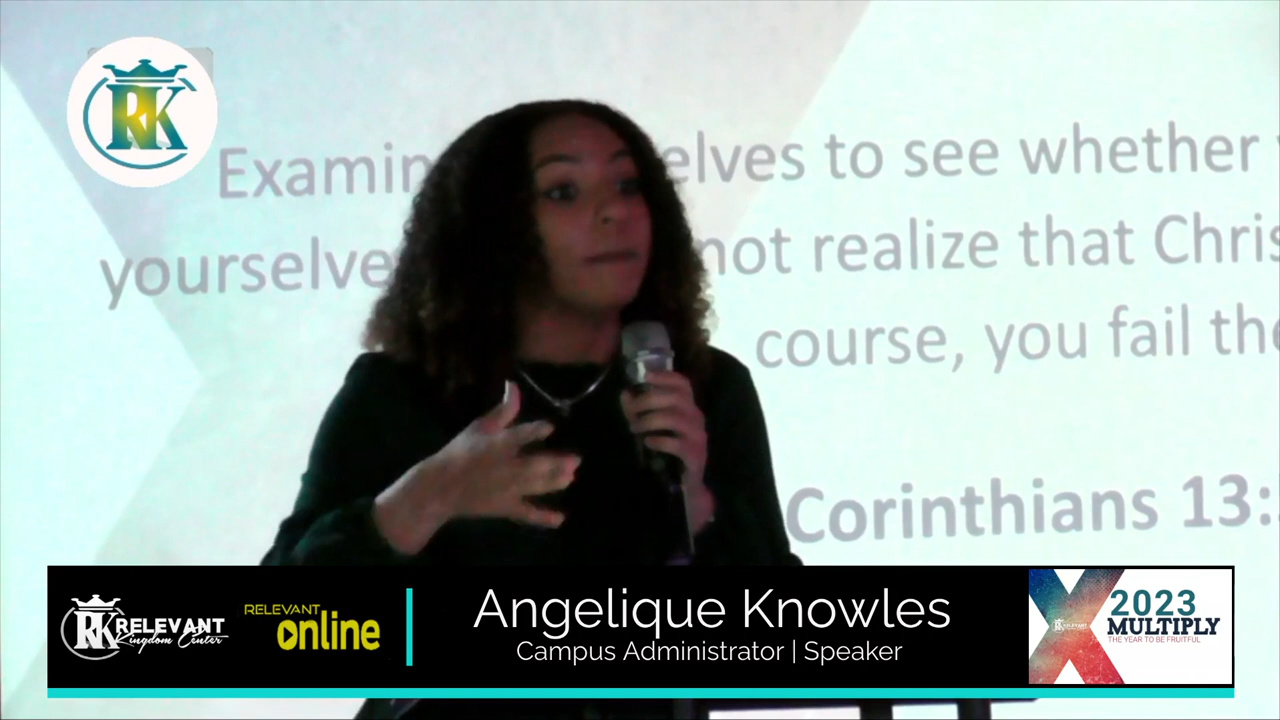 RK
Examin elves to see whether
yourselve not realize that Chris
course, you fail the
Corinthians 13:
RK RELEVANT
Kingdom Center
RELEVANT
online
Angelique Knowles
Campus Administrator | Speaker
2023
MULTIPLY
THE YEAR TO BE FRUITFUL